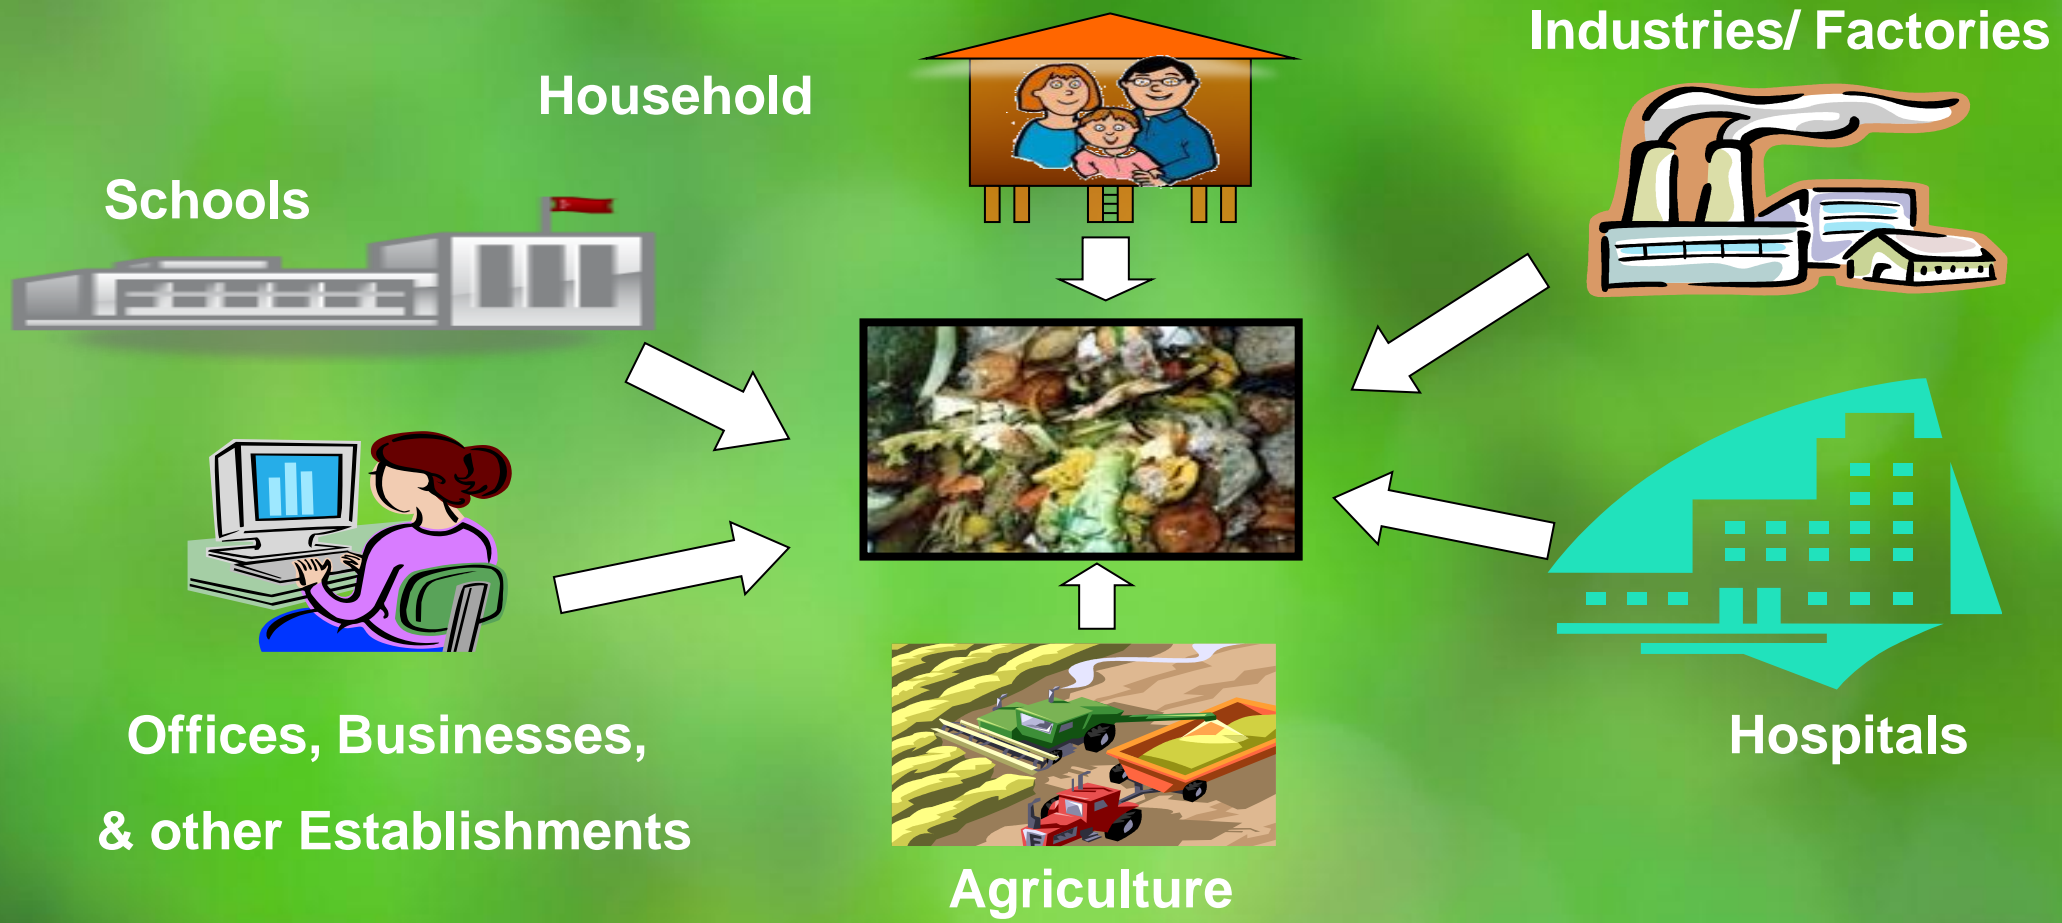 Industries/ Factories
Household
Schools
Offices, Businesses,
& other Establishments
Hospitals
Agriculture